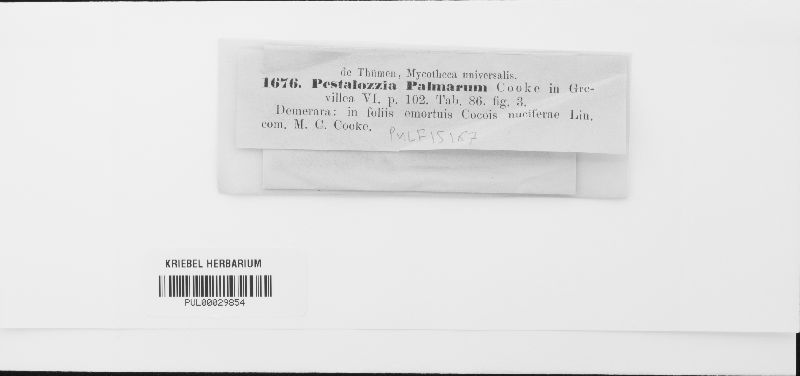 de Thümen, Mycotheca universalis.
1676. Pestalozzia Palmarum Cooke in Gre-
villea VI. p. 102. Tab. 86. fig. 3.
Demerara: in foliis emortuis Cocois nuciferae Lin.
com. M. C. Cooke.
PULF15167
KRIEBEL HERBARIUM
PUL00029854